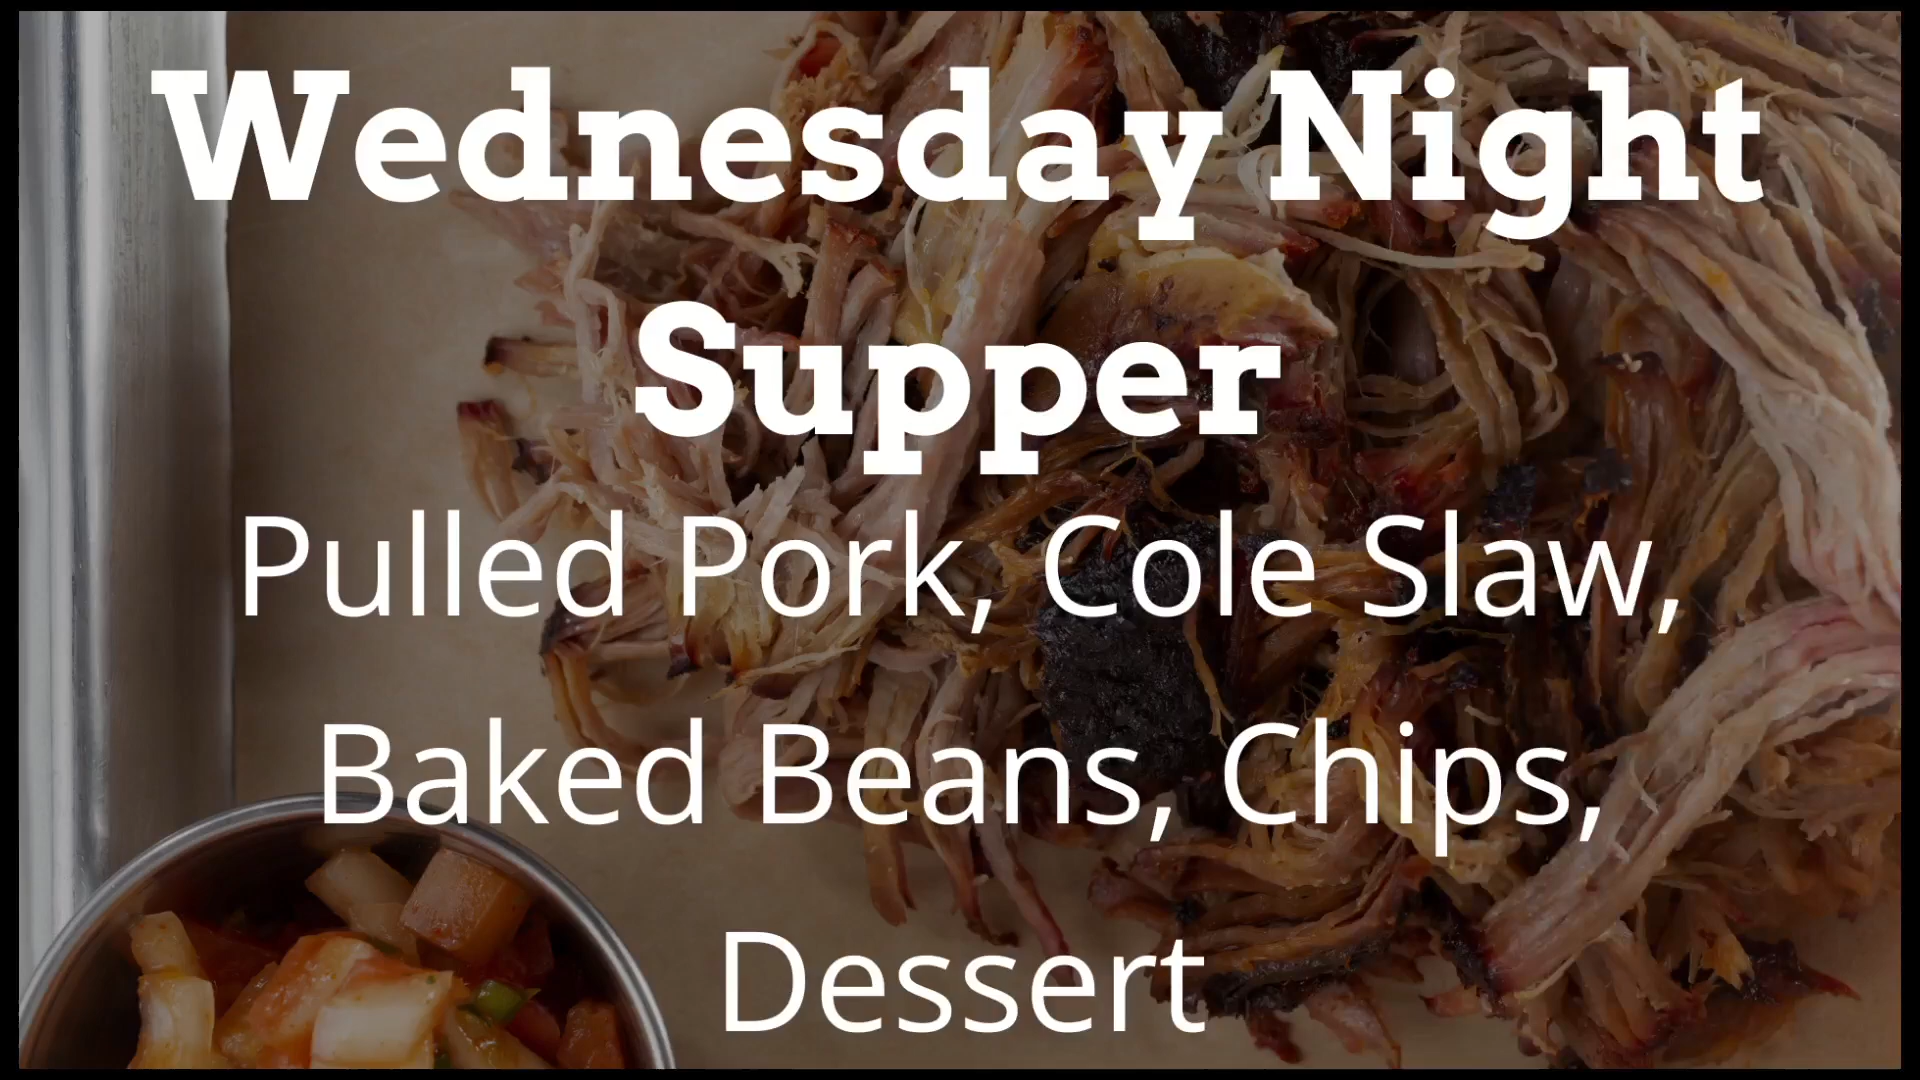 Wednesday Night
Supper
Pulled Pork, Cole Slaw,
Baked Beans, Chips,
Dessert